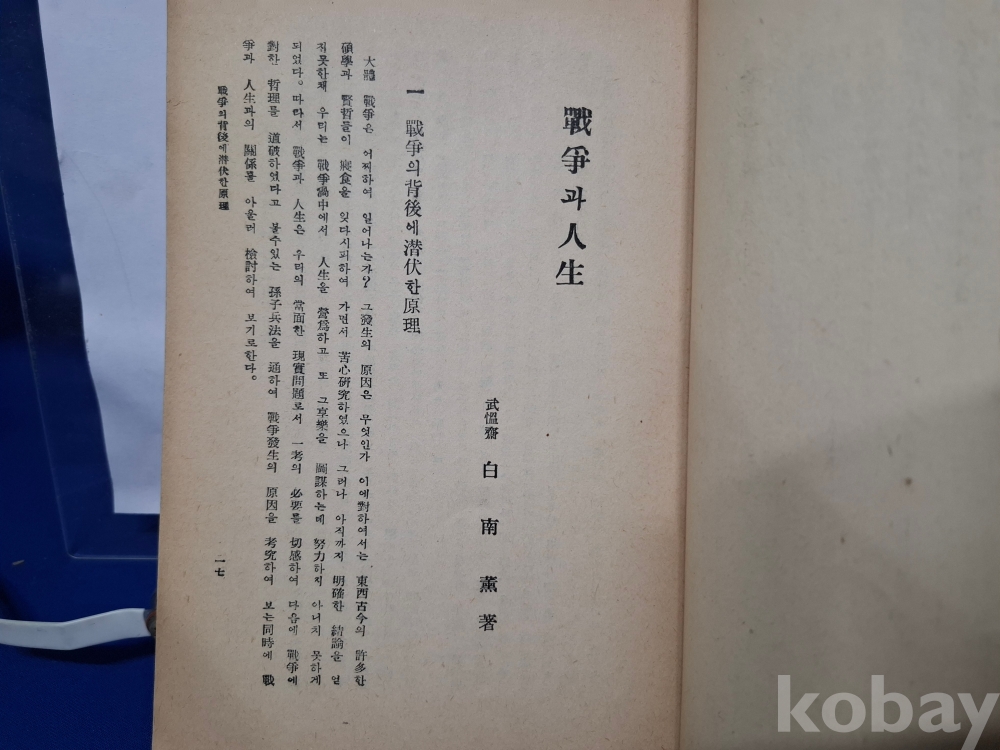 戰爭과 人生
武慍齋 白南薰 著
一 戰爭의 背後에 潜伏한 原理
大體 戰爭은 어찌하여 일어나는가? 그 發生의 原因은 무엇인가 이에對하여서는 東西古今의 許多한
碩學과 賢哲들이 寢食을 잊다시피하여 가면서 苦心硏究하였으나 그러나 아직까지 明確한 結論을 얻
지못한채 우리는 戰爭渦中에서 人生을 營爲하고 또 그享樂을 圖謀하는데 努力하지 아니치 못하게
되었다. 따라서 戰爭과 人生은 우리의 當面한 現實問題로서 一考의 必要를 切感하여 다음에 戰爭에
對한 哲理를 道破하였다고 볼수있는 孫子兵法을 通하여 戰爭發生의 原因을 考究하여 보는同時에 戰
爭과 人生과의 關係를 아울러 檢討하여 보기로한다.
戰爭의背後에潜伏한原理
一七
kobay